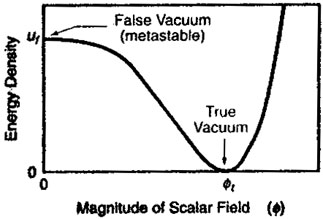 False Vacuum
(metastable)
u_f
Energy Density
True
Vacuum
0
0
ϕ_t
Magnitude of Scalar Field (ϕ)